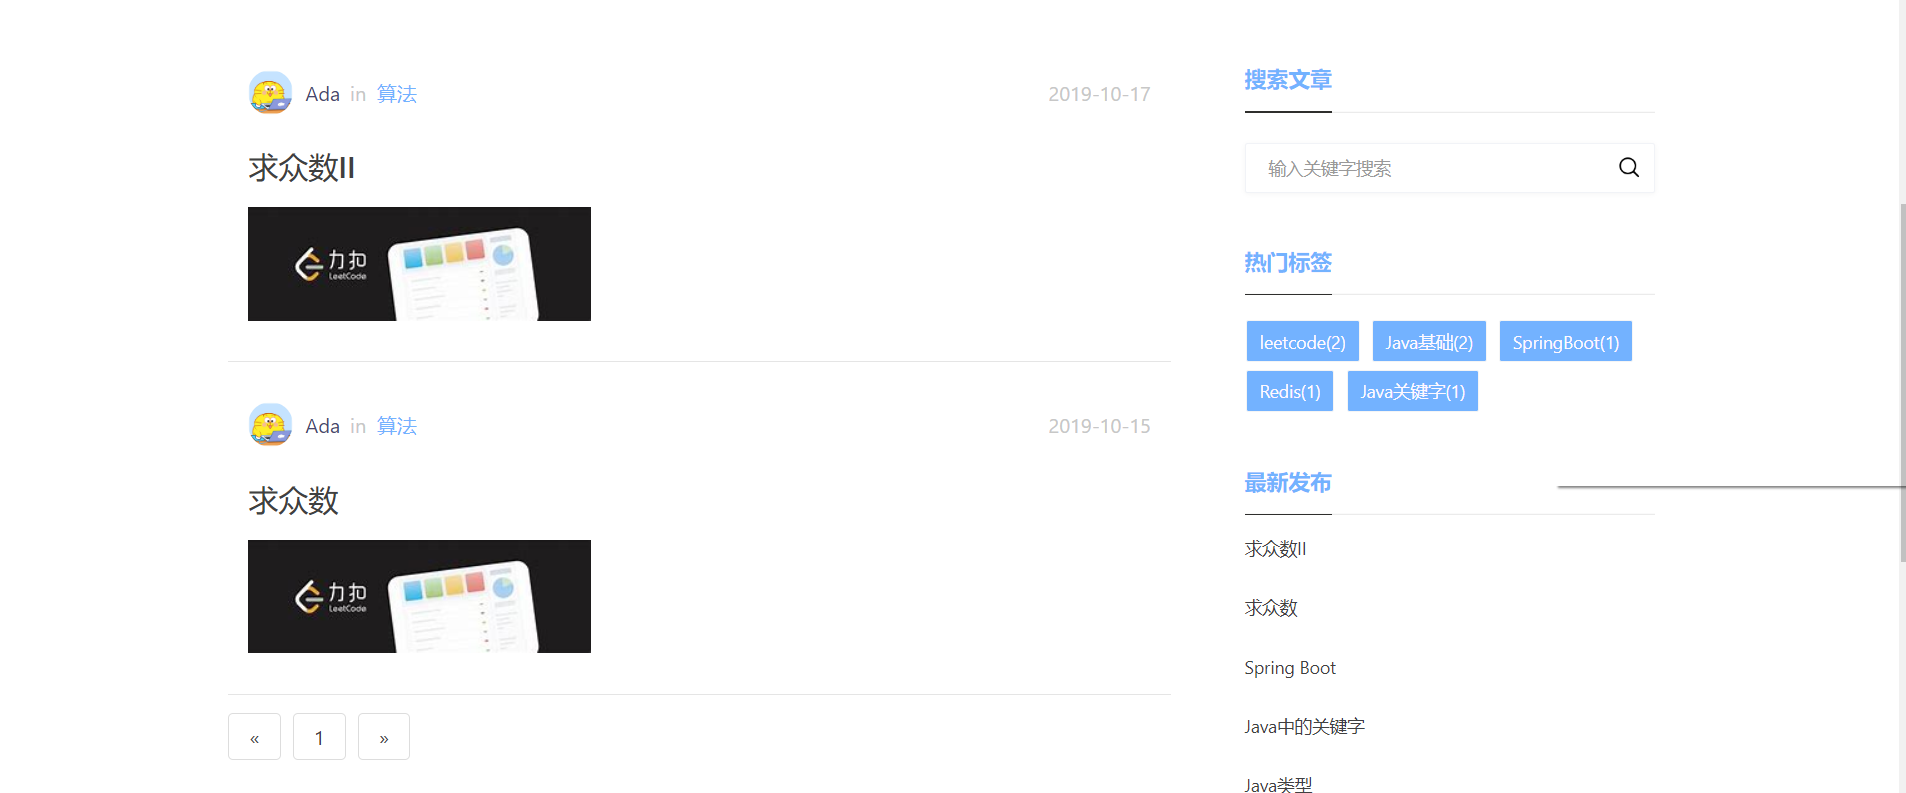 Ada in 算法
2019-10-17
求众数II
力扣
LeetCode
Ada in 算法
2019-10-15
求众数
力扣
LeetCode
« 1 »
搜索文章
输入关键字搜索
热门标签
leetcode(2) Java基础(2) SpringBoot(1)
Redis(1) Java关键字(1)
最新发布
求众数II
求众数
Spring Boot
Java中的关键字
Java类型